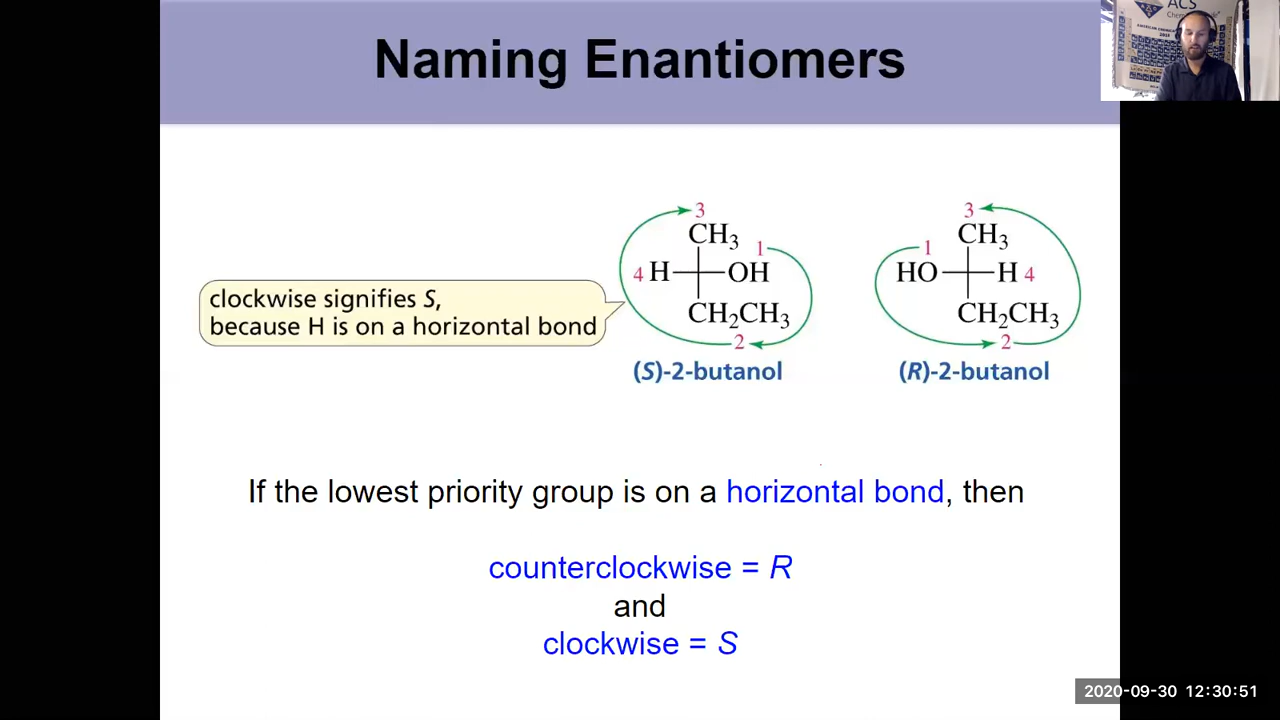 Naming Enantiomers
ACS
clockwise signifies S,
because H is on a horizontal bond
3
CH3
1
4 H OH
CH2CH3
2
(S)-2-butanol
3
CH3
1
HO H 4
CH2CH3
2
(R)-2-butanol
If the lowest priority group is on a horizontal bond, then
counterclockwise = R
and
clockwise = S
2020-09-30 12:30:51